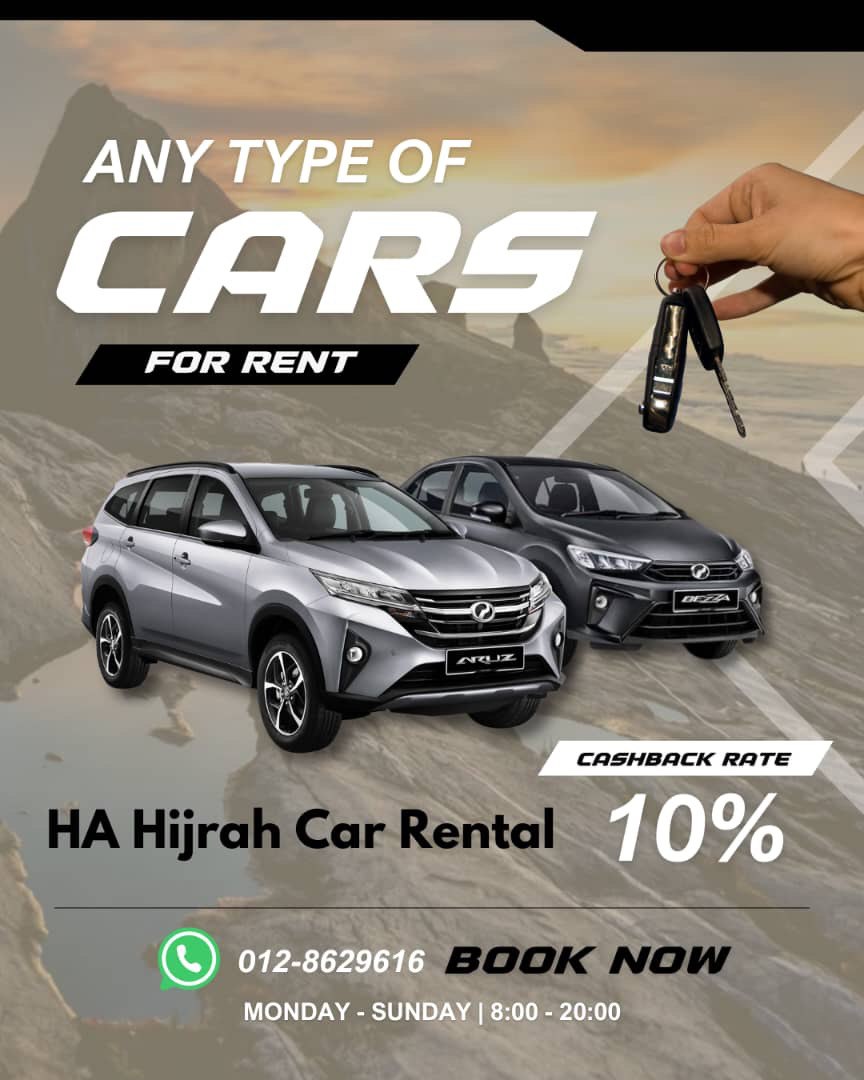 ANY TYPE OF
CARS
FOR RENT
ARUZ
BEZZA
CASHBACK RATE
10%
HA Hijrah Car Rental
012-8629616 BOOK NOW
MONDAY - SUNDAY | 8:00 - 20:00